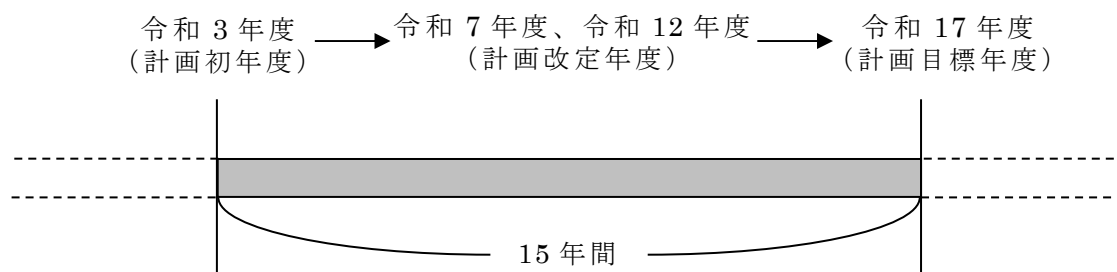 令和 3 年度
(計画初年度)
令和 7 年度、令和 12 年度
(計画改定年度)
令和 17 年度
(計画目標年度)
15 年間